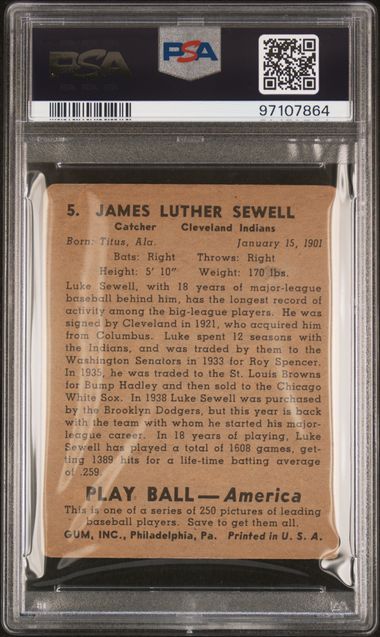 PSA
PSA
97107864
5. JAMES LUTHER SEWELL
Catcher Cleveland Indians
Born: Titus, Ala. January 15, 1901
Bats: Right Throws: Right
Height: 5' 10" Weight: 170 lbs.
Luke Sewell, with 18 years of major-league
baseball behind him, has the longest record of
activity among the big-league players. He was
signed by Cleveland in 1921, who acquired him
from Columbus. Luke spent 12 seasons with
the Indians, and was traded by them to the
Washington Senators in 1933 for Roy Spencer.
In 1935, he was traded to the St. Louis Browns
for Bump Hadley and then sold to the Chicago
White Sox. In 1938 Luke Sewell was purchased
by the Brooklyn Dodgers, but this year is back
with the team with whom he started his major-
league career. In 18 years of playing, Luke
Sewell has played a total of 1608 games, get-
ting 1389 hits for a life-time batting average
of .259.
PLAY BALL—America
This is one of a series of 250 pictures of leading
baseball players. Save to get them all.
GUM, INC., Philadelphia, Pa. Printed in U. S. A.